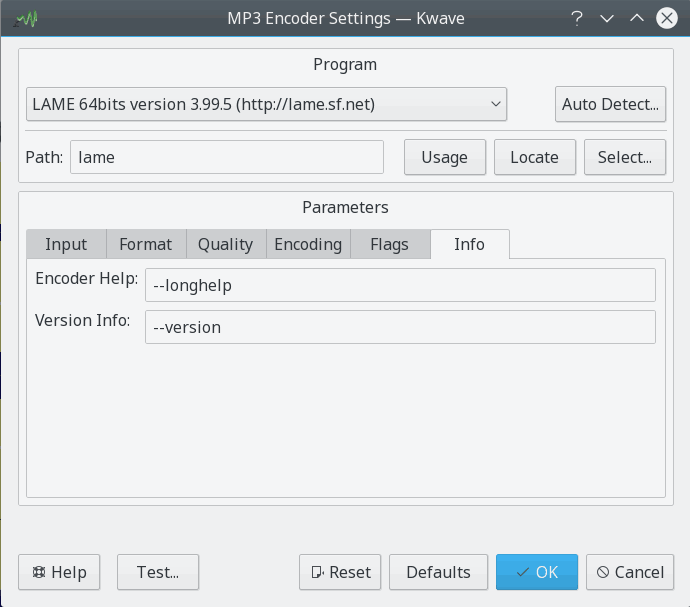 MP3 Encoder Settings — Kwave
Program
LAME 64bits version 3.99.5 (http://lame.sf.net)
Auto Detect...
Path: lame Usage Locate Select...
Parameters
Input Format Quality Encoding Flags Info
Encoder Help: --longhelp
Version Info: --version
Help Test... Reset Defaults OK Cancel